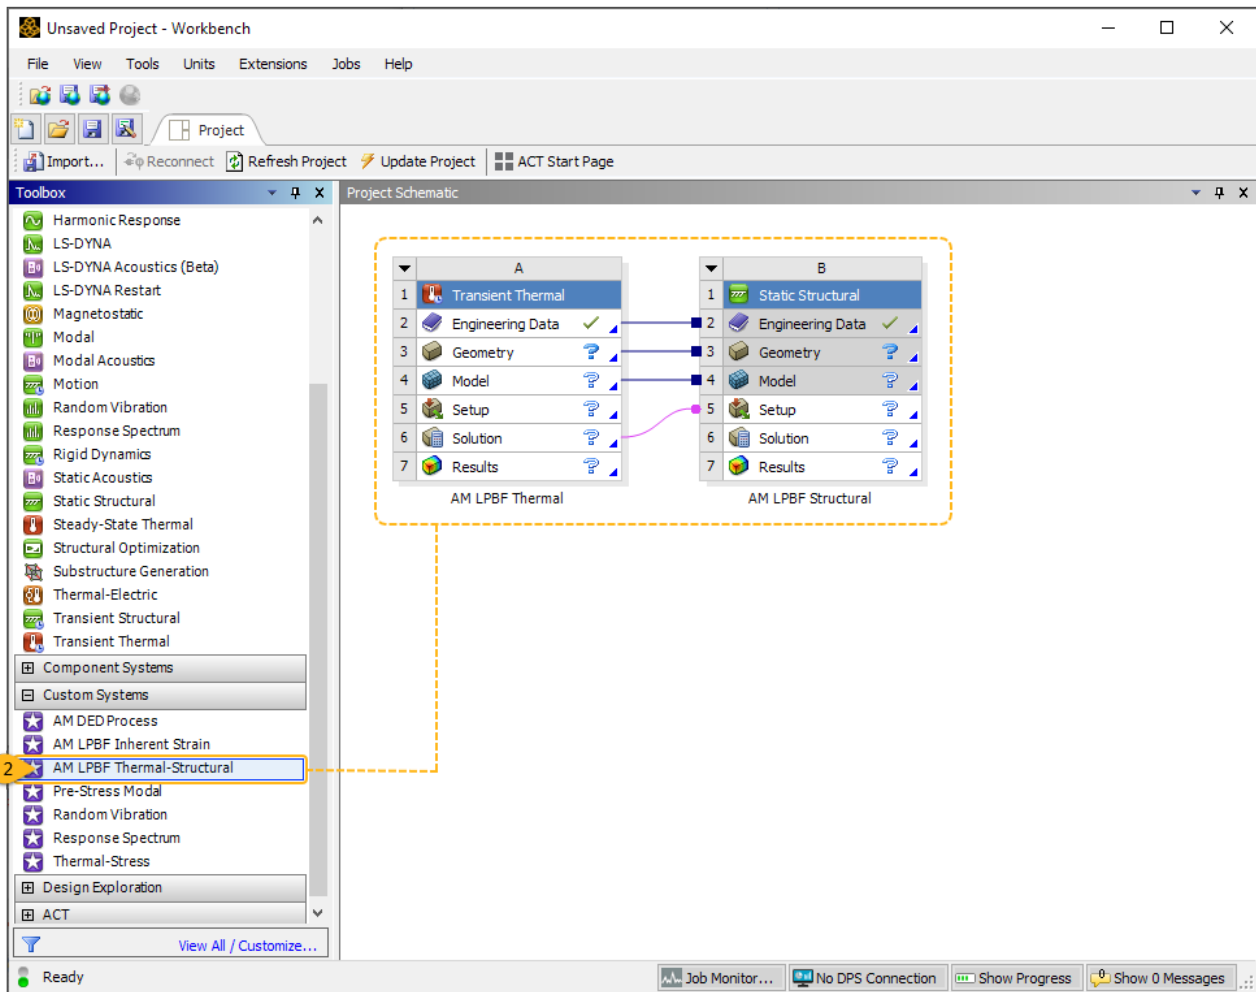 Unsaved Project - Workbench
File View Tools Units Extensions Jobs Help
Project
Import... Reconnect Refresh Project Update Project ACT Start Page
Toolbox
Harmonic Response
LS-DYNA
LS-DYNA Acoustics (Beta)
LS-DYNA Restart
Magnetostatic
Modal
Modal Acoustics
Motion
Random Vibration
Response Spectrum
Rigid Dynamics
Static Acoustics
Static Structural
Steady-State Thermal
Structural Optimization
Substructure Generation
Thermal-Electric
Transient Structural
Transient Thermal
Component Systems
Custom Systems
AM DED Process
AM LPBF Inherent Strain
2 AM LPBF Thermal-Structural
Pre-Stress Modal
Random Vibration
Response Spectrum
Thermal-Stress
Design Exploration
ACT
View All / Customize...
Project Schematic
A
1 Transient Thermal
2 Engineering Data
3 Geometry
4 Model
5 Setup
6 Solution
7 Results
AM LPBF Thermal
B
1 Static Structural
2 Engineering Data
3 Geometry
4 Model
5 Setup
6 Solution
7 Results
AM LPBF Structural
Ready
Job Monitor... No DPS Connection Show Progress 0 Show 0 Messages